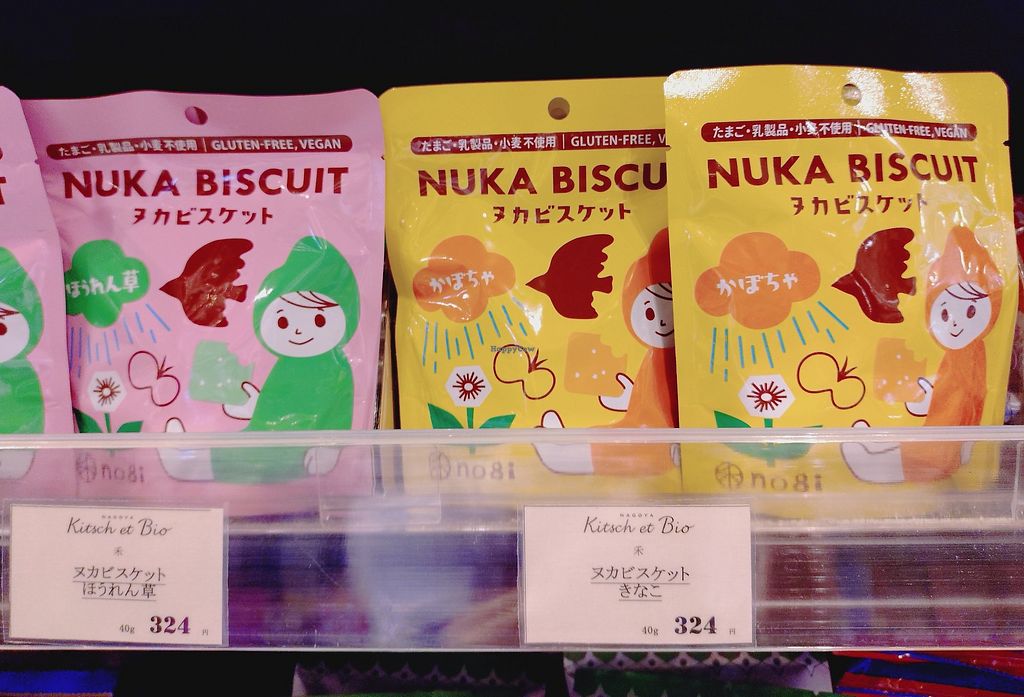 たまご・乳製品・小麦不使用 | GLUTEN-FREE, VEGAN
NUKA BISCUIT
ヌカビスケット
ほうれん草
no8i
たまご・乳製品・小麦不使用 | GLUTEN-FREE, V
NUKA BISCU
ヌカビスケット
かぼちゃ
no8i
たまご・乳製品・小麦不使用 | GLUTEN-FREE, VEGAN
NUKA BISCUIT
ヌカビスケット
かぼちゃ
no8i
HappyCow
NAGOYA
Kitsch et Bio
禾
ヌカビスケット
ほうれん草
40g 324 円
NAGOYA
Kitsch et Bio
禾
ヌカビスケット
きなこ
40g 324 円